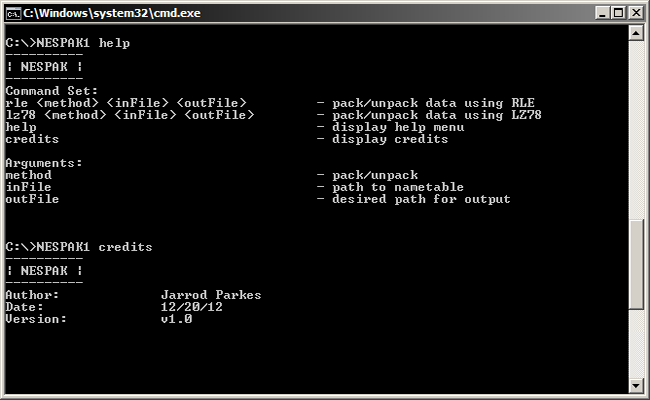 C:\Windows\system32\cmd.exe
C:\>NESPAK1 help
----------
¦ NESPAK ¦
----------
Command Set:
rle <method> <inFile> <outFile> - pack/unpack data using RLE
lz78 <method> <inFile> <outFile> - pack/unpack data using LZ78
help - display help menu
credits - display credits
Arguments:
method - pack/unpack
inFile - path to nametable
outFile - desired path for output
C:\>NESPAK1 credits
----------
¦ NESPAK ¦
----------
Author: Jarrod Parkes
Date: 12/20/12
Version: v1.0